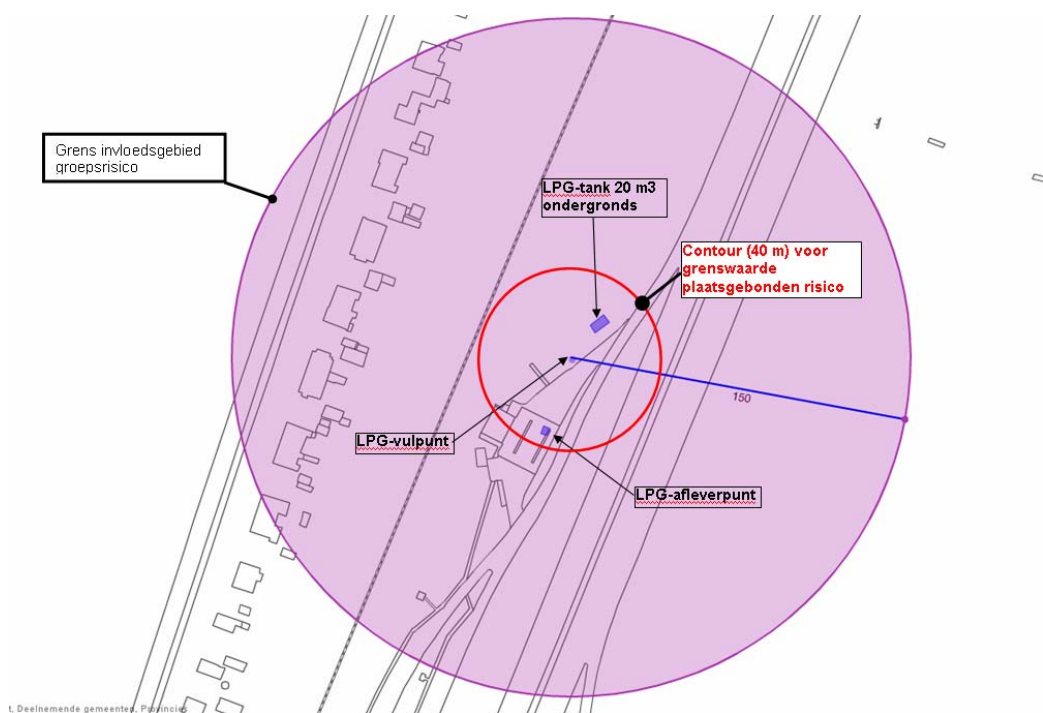 Grens invloedsgebied
groepsrisico
LPG-tank 20 m3
ondergronds
Contour (40 m) voor
grenswaarde
plaatsgebonden risico
150
LPG-vulpunt
LPG-afleverpunt
t, Deelnemende gemeenten, Provincies